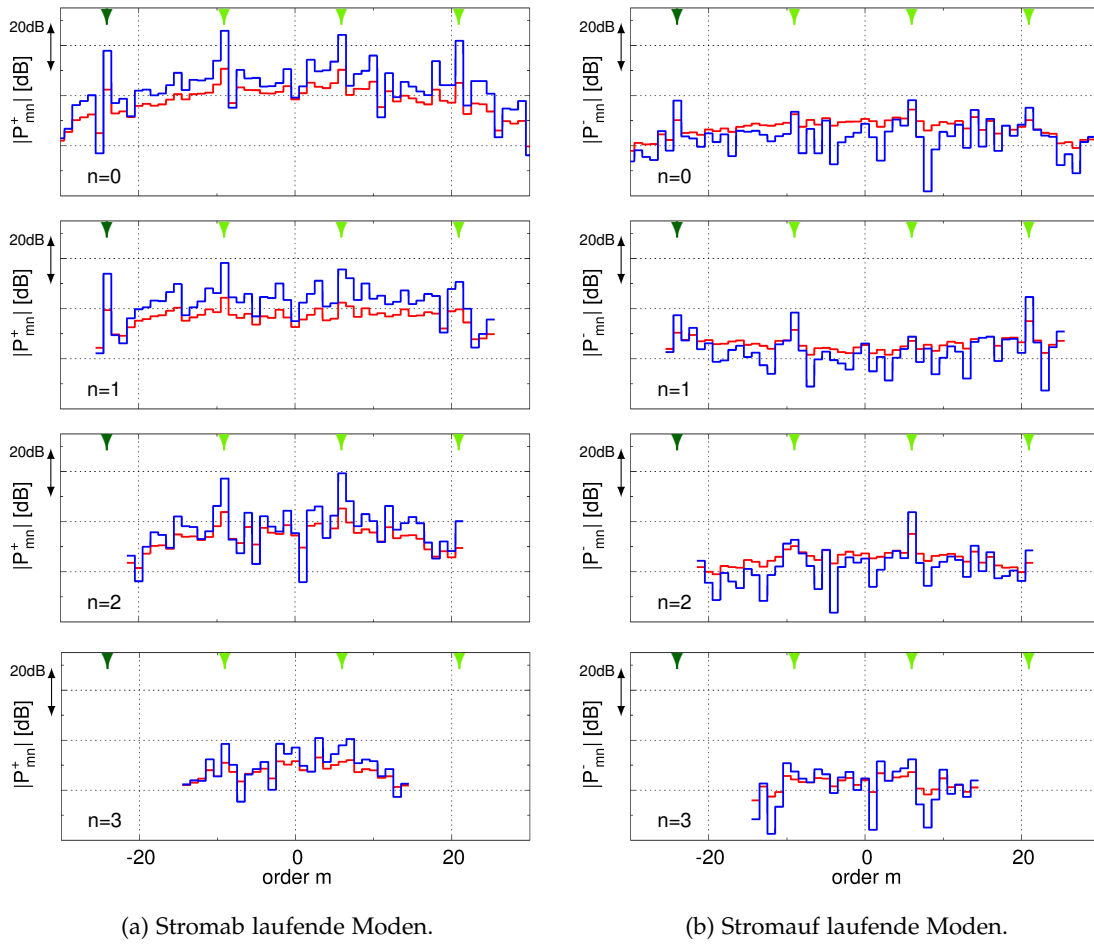 20dB
|P+mn| [dB]
n=0
20dB
|P-mn| [dB]
n=0
20dB
|P+mn| [dB]
n=1
20dB
|P-mn| [dB]
n=1
20dB
|P+mn| [dB]
n=2
20dB
|P-mn| [dB]
n=2
20dB
|P+mn| [dB]
n=3
20dB
|P-mn| [dB]
n=3
-20 0 20
order m
-20 0 20
order m
(a) Stromab laufende Moden.
(b) Stromauf laufende Moden.